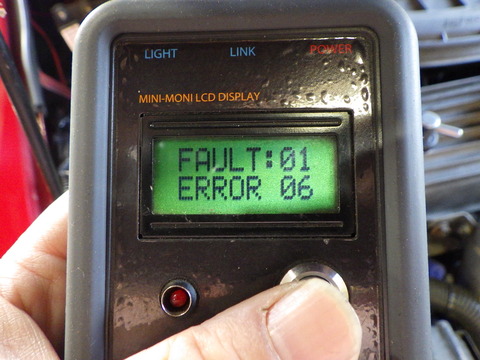 LIGHT LINK POWER
MINI-MONI LCD DISPLAY
FAULT:01
ERROR 06